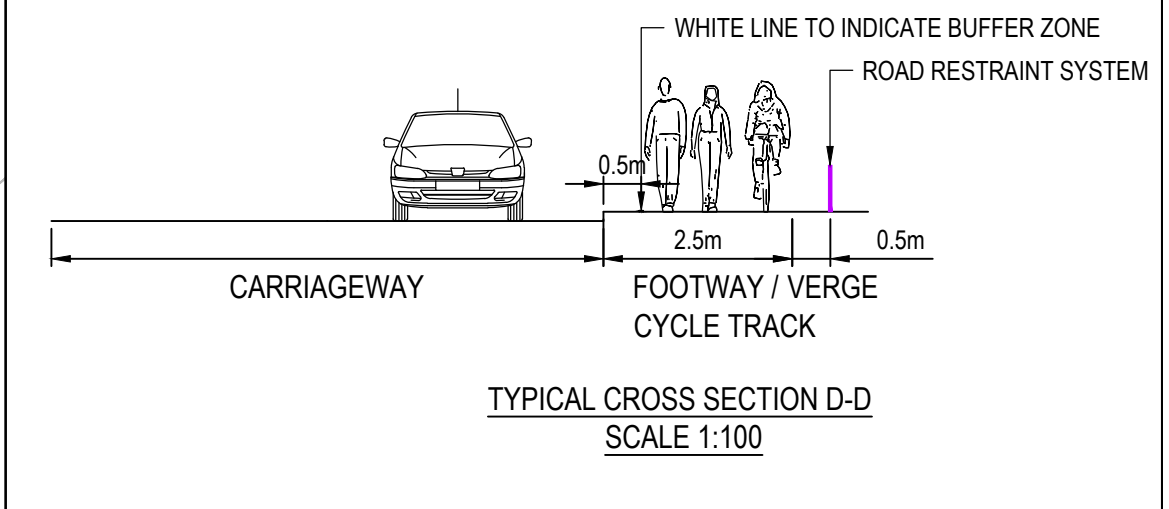 WHITE LINE TO INDICATE BUFFER ZONE
ROAD RESTRAINT SYSTEM
0.5m
2.5m
0.5m
CARRIAGEWAY
FOOTWAY / VERGE
CYCLE TRACK
TYPICAL CROSS SECTION D-D
SCALE 1:100